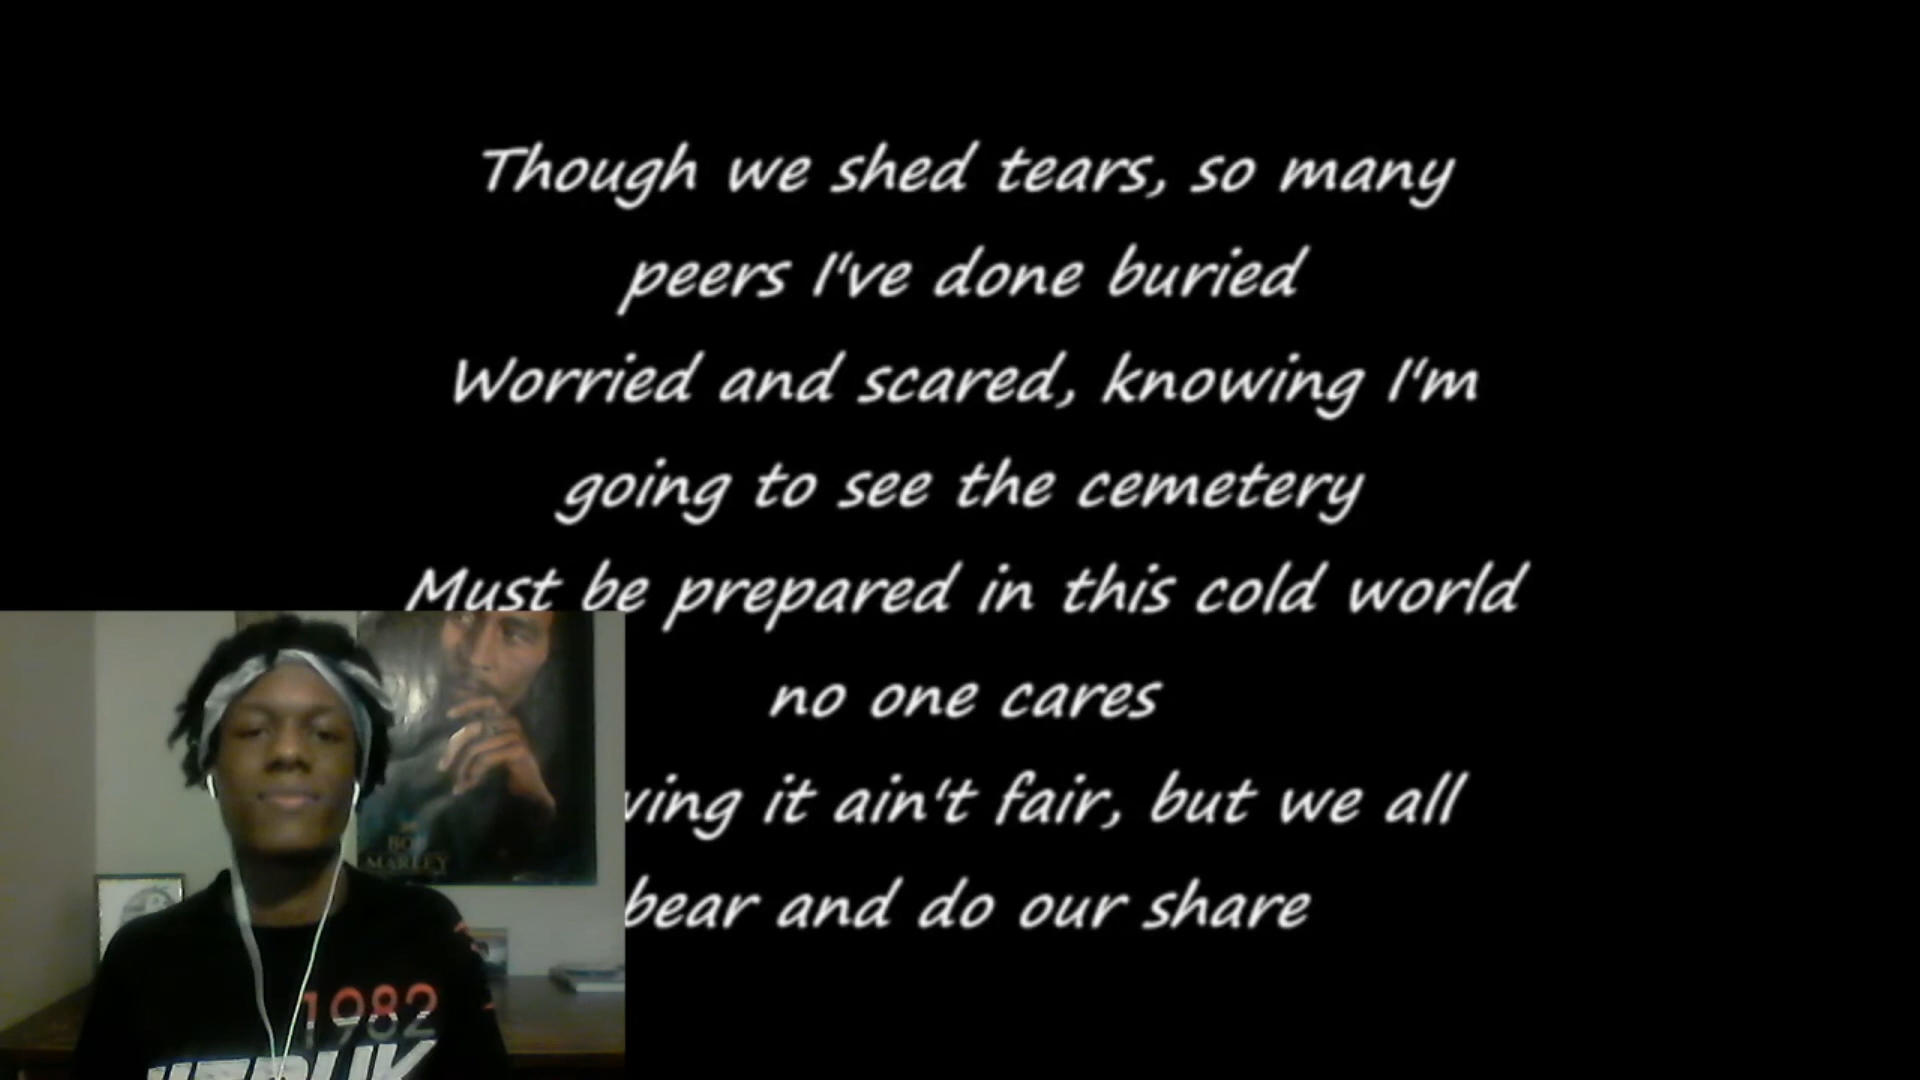 Though we shed tears, so many
peers I've done buried
Worried and scared, knowing I'm
going to see the cemetery
Must be prepared in this cold world
no one cares
ving it ain't fair, but we all
bear and do our share
BO
MARLEY
1982